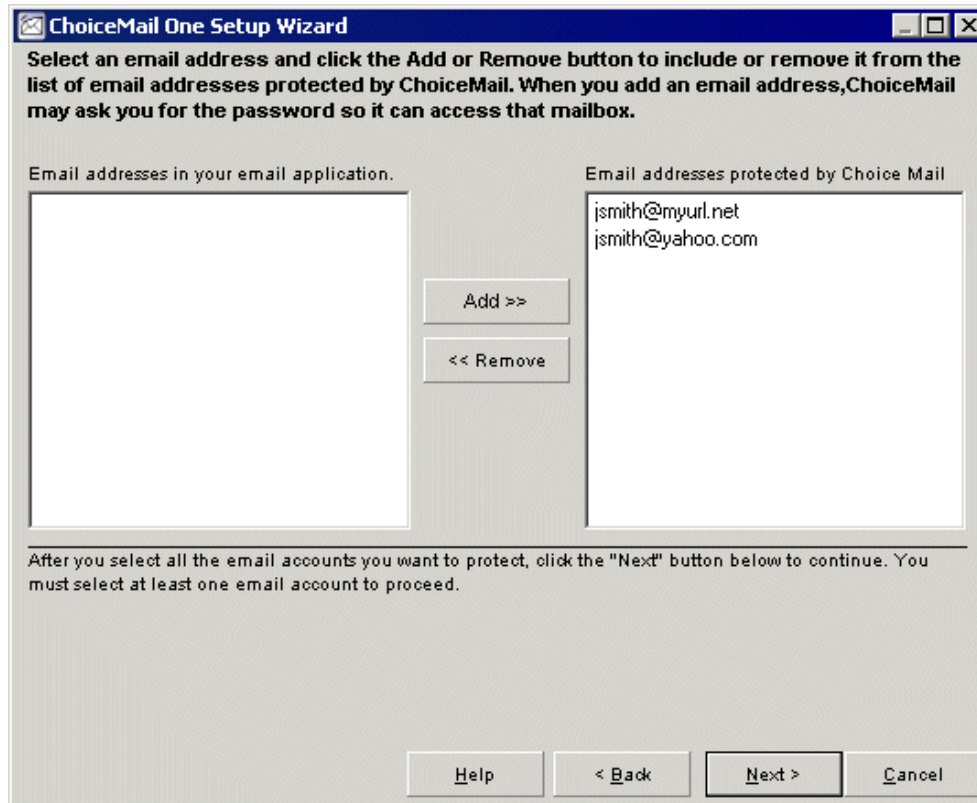 ChoiceMail One Setup Wizard
Select an email address and click the Add or Remove button to include or remove it from the
list of email addresses protected by ChoiceMail. When you add an email address,ChoiceMail
may ask you for the password so it can access that mailbox.
Email addresses in your email application.
Email addresses protected by Choice Mail
jsmith@myurl.net
jsmith@yahoo.com
Add >>
<< Remove
After you select all the email accounts you want to protect, click the "Next" button below to continue. You
must select at least one email account to proceed.
Help
< Back
Next >
Cancel